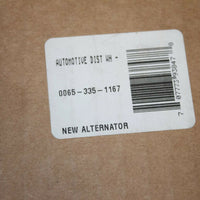 AUTOMOTIVE DIST WH -
0065-335-1167
NEW ALTERNATOR